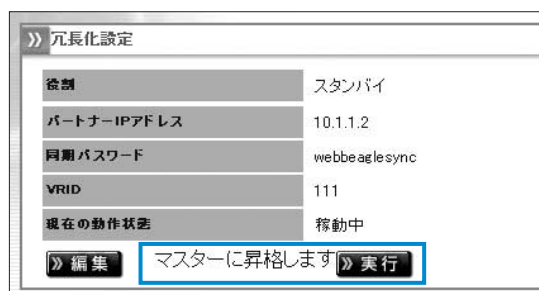 冗長化設定
役割 スタンバイ
パートナーIPアドレス 10.1.1.2
同期パスワード webbeaglesync
VRID 111
現在の動作状態 稼動中
編集 マスターに昇格します 実行